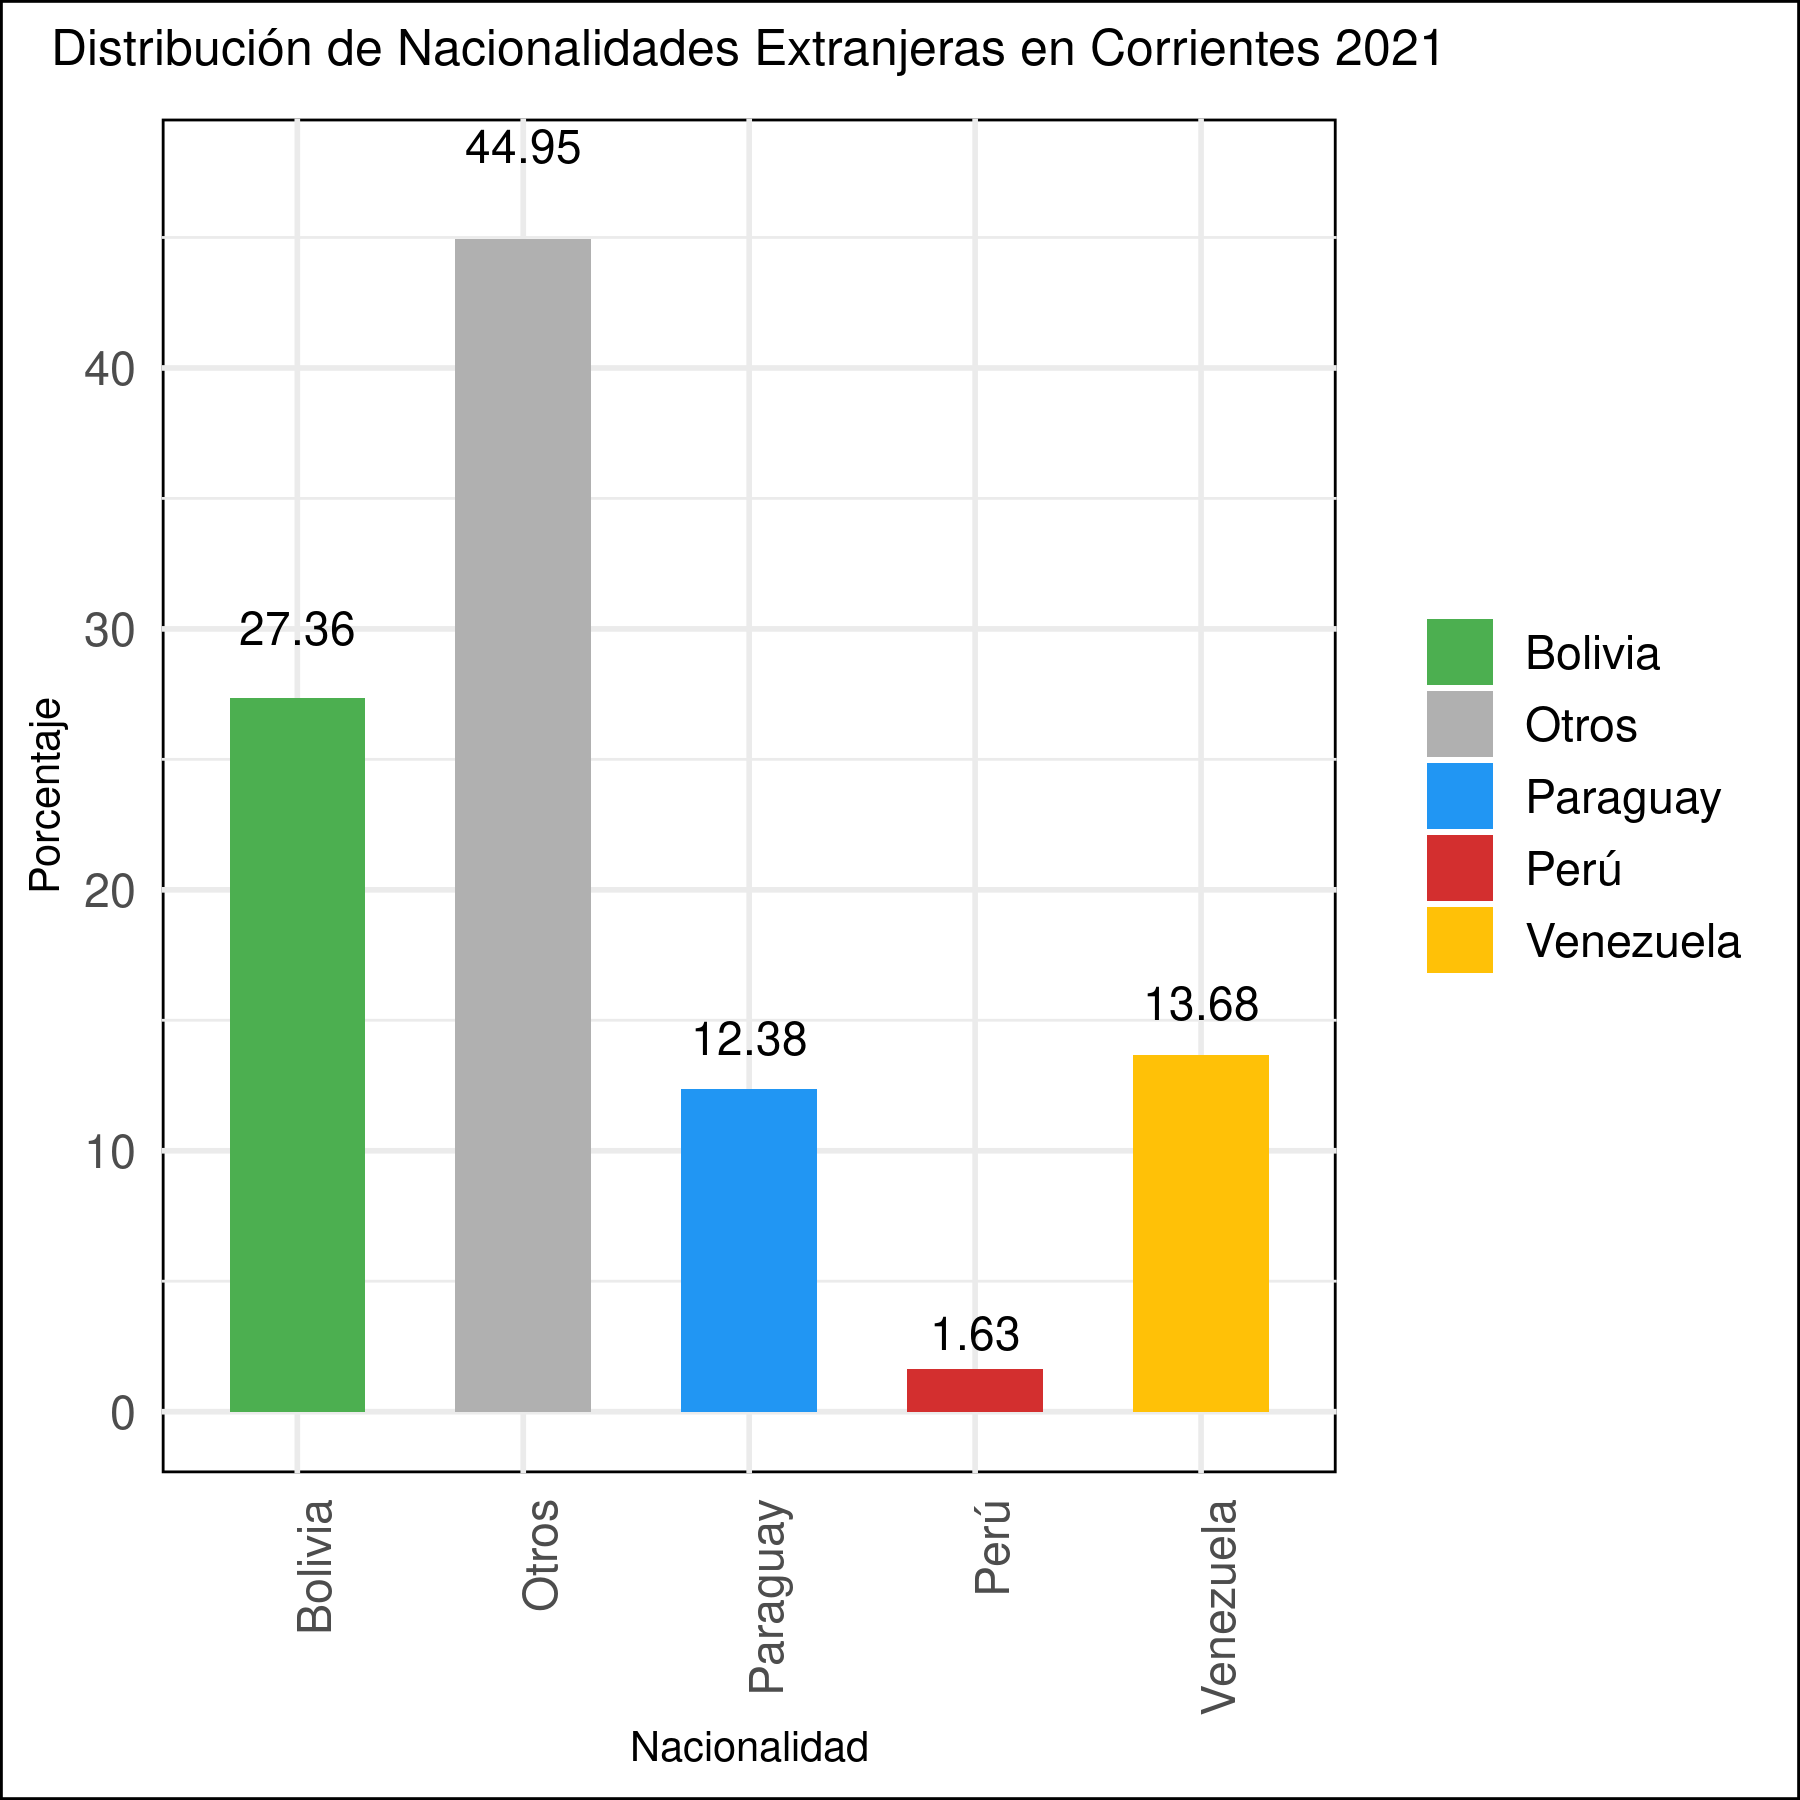 Distribución de Nacionalidades Extranjeras en Corrientes 2021
Porcentaje
40
30
20
10
0
44.95
27.36
12.38
1.63
13.68
Bolivia
Otros
Paraguay
Perú
Venezuela
Nacionalidad
Bolivia
Otros
Paraguay
Perú
Venezuela